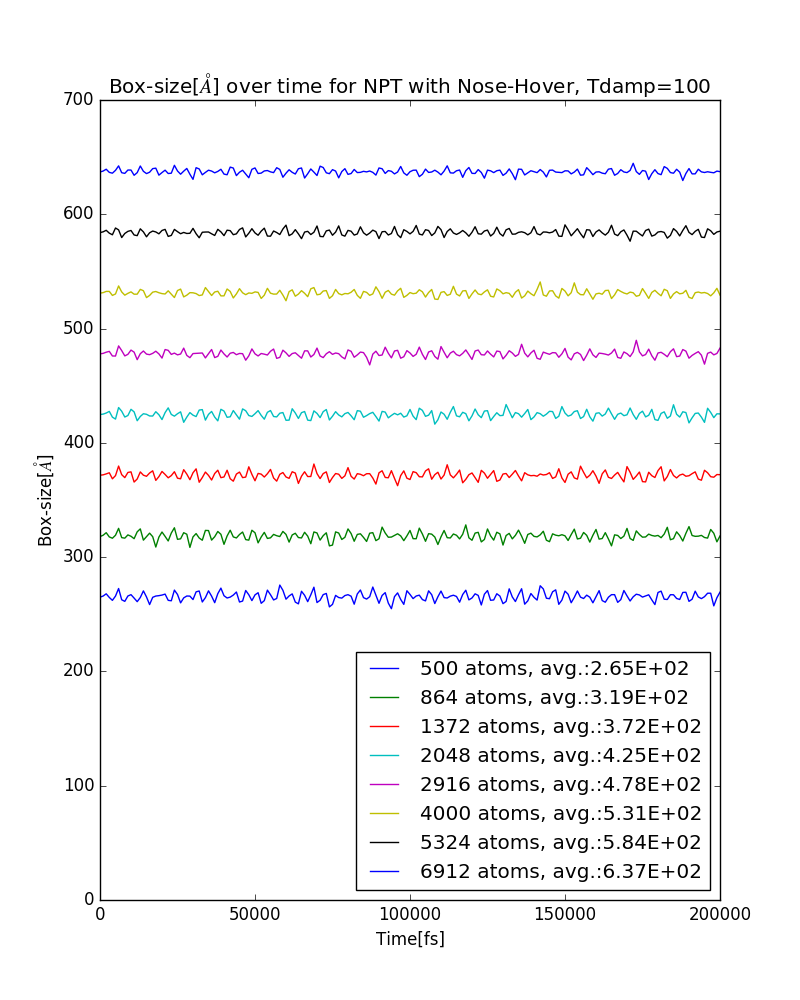 Box-size[Å] over time for NPT with Nose-Hover, Tdamp=100
700
600
500
400
300
200
100
0
Box-size[Å]
500 atoms, avg.:2.65E+02
864 atoms, avg.:3.19E+02
1372 atoms, avg.:3.72E+02
2048 atoms, avg.:4.25E+02
2916 atoms, avg.:4.78E+02
4000 atoms, avg.:5.31E+02
5324 atoms, avg.:5.84E+02
6912 atoms, avg.:6.37E+02
0 50000 100000 150000 200000
Time[fs]